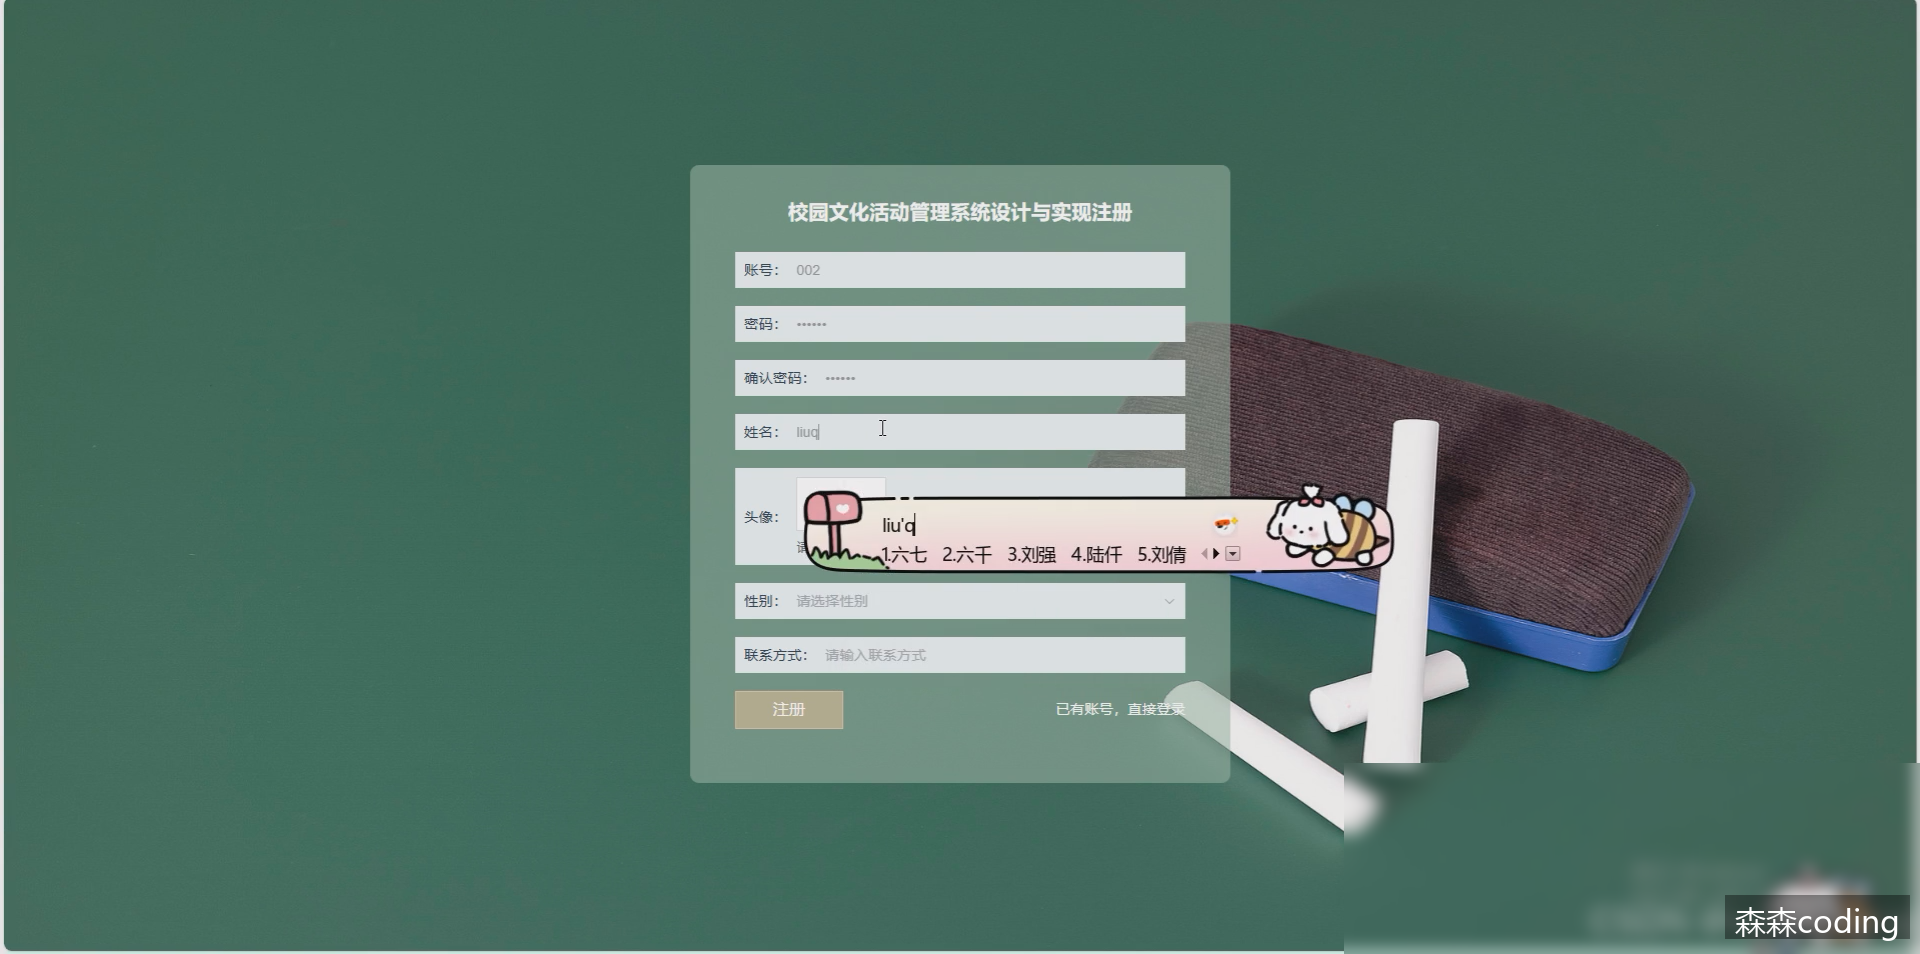 校园文化活动管理系统设计与实现注册
账号： 002
密码： ••••••
确认密码： ••••••
姓名： liuq
头像：
liu'q
1.六七 2.六千 3.刘强 4.陆仟 5.刘倩
性别： 请选择性别
联系方式： 请输入联系方式
注册 已有账号，直接登录
森森coding